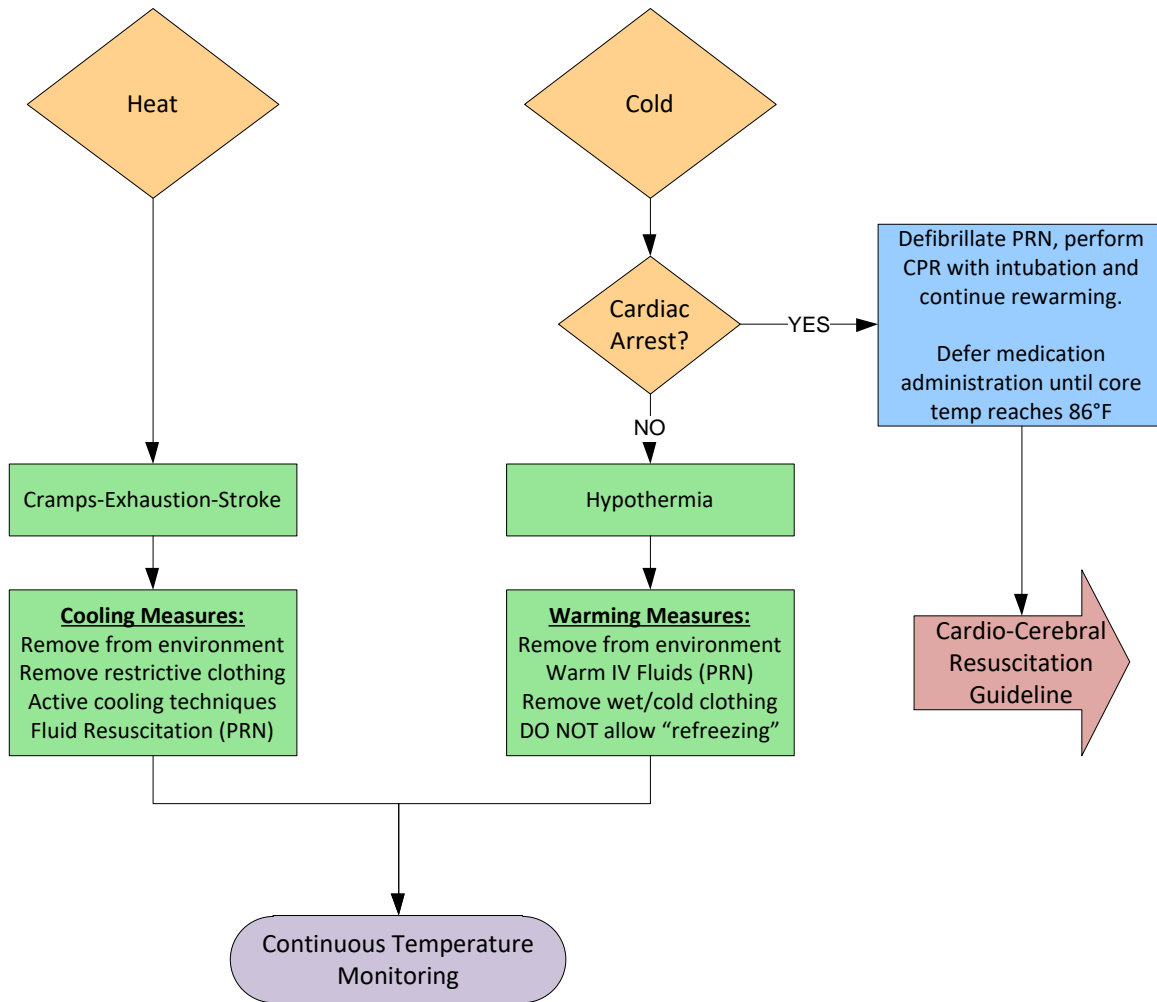 Heat
Cold
Cardiac
Arrest?
YES
Defibrillate PRN, perform
CPR with intubation and
continue rewarming.
Defer medication
administration until core
temp reaches 86°F
NO
Cramps-Exhaustion-Stroke
Hypothermia
Cooling Measures:
Remove from environment
Remove restrictive clothing
Active cooling techniques
Fluid Resuscitation (PRN)
Warming Measures:
Remove from environment
Warm IV Fluids (PRN)
Remove wet/cold clothing
DO NOT allow “refreezing”
Cardio-Cerebral
Resuscitation
Guideline
Continuous Temperature
Monitoring